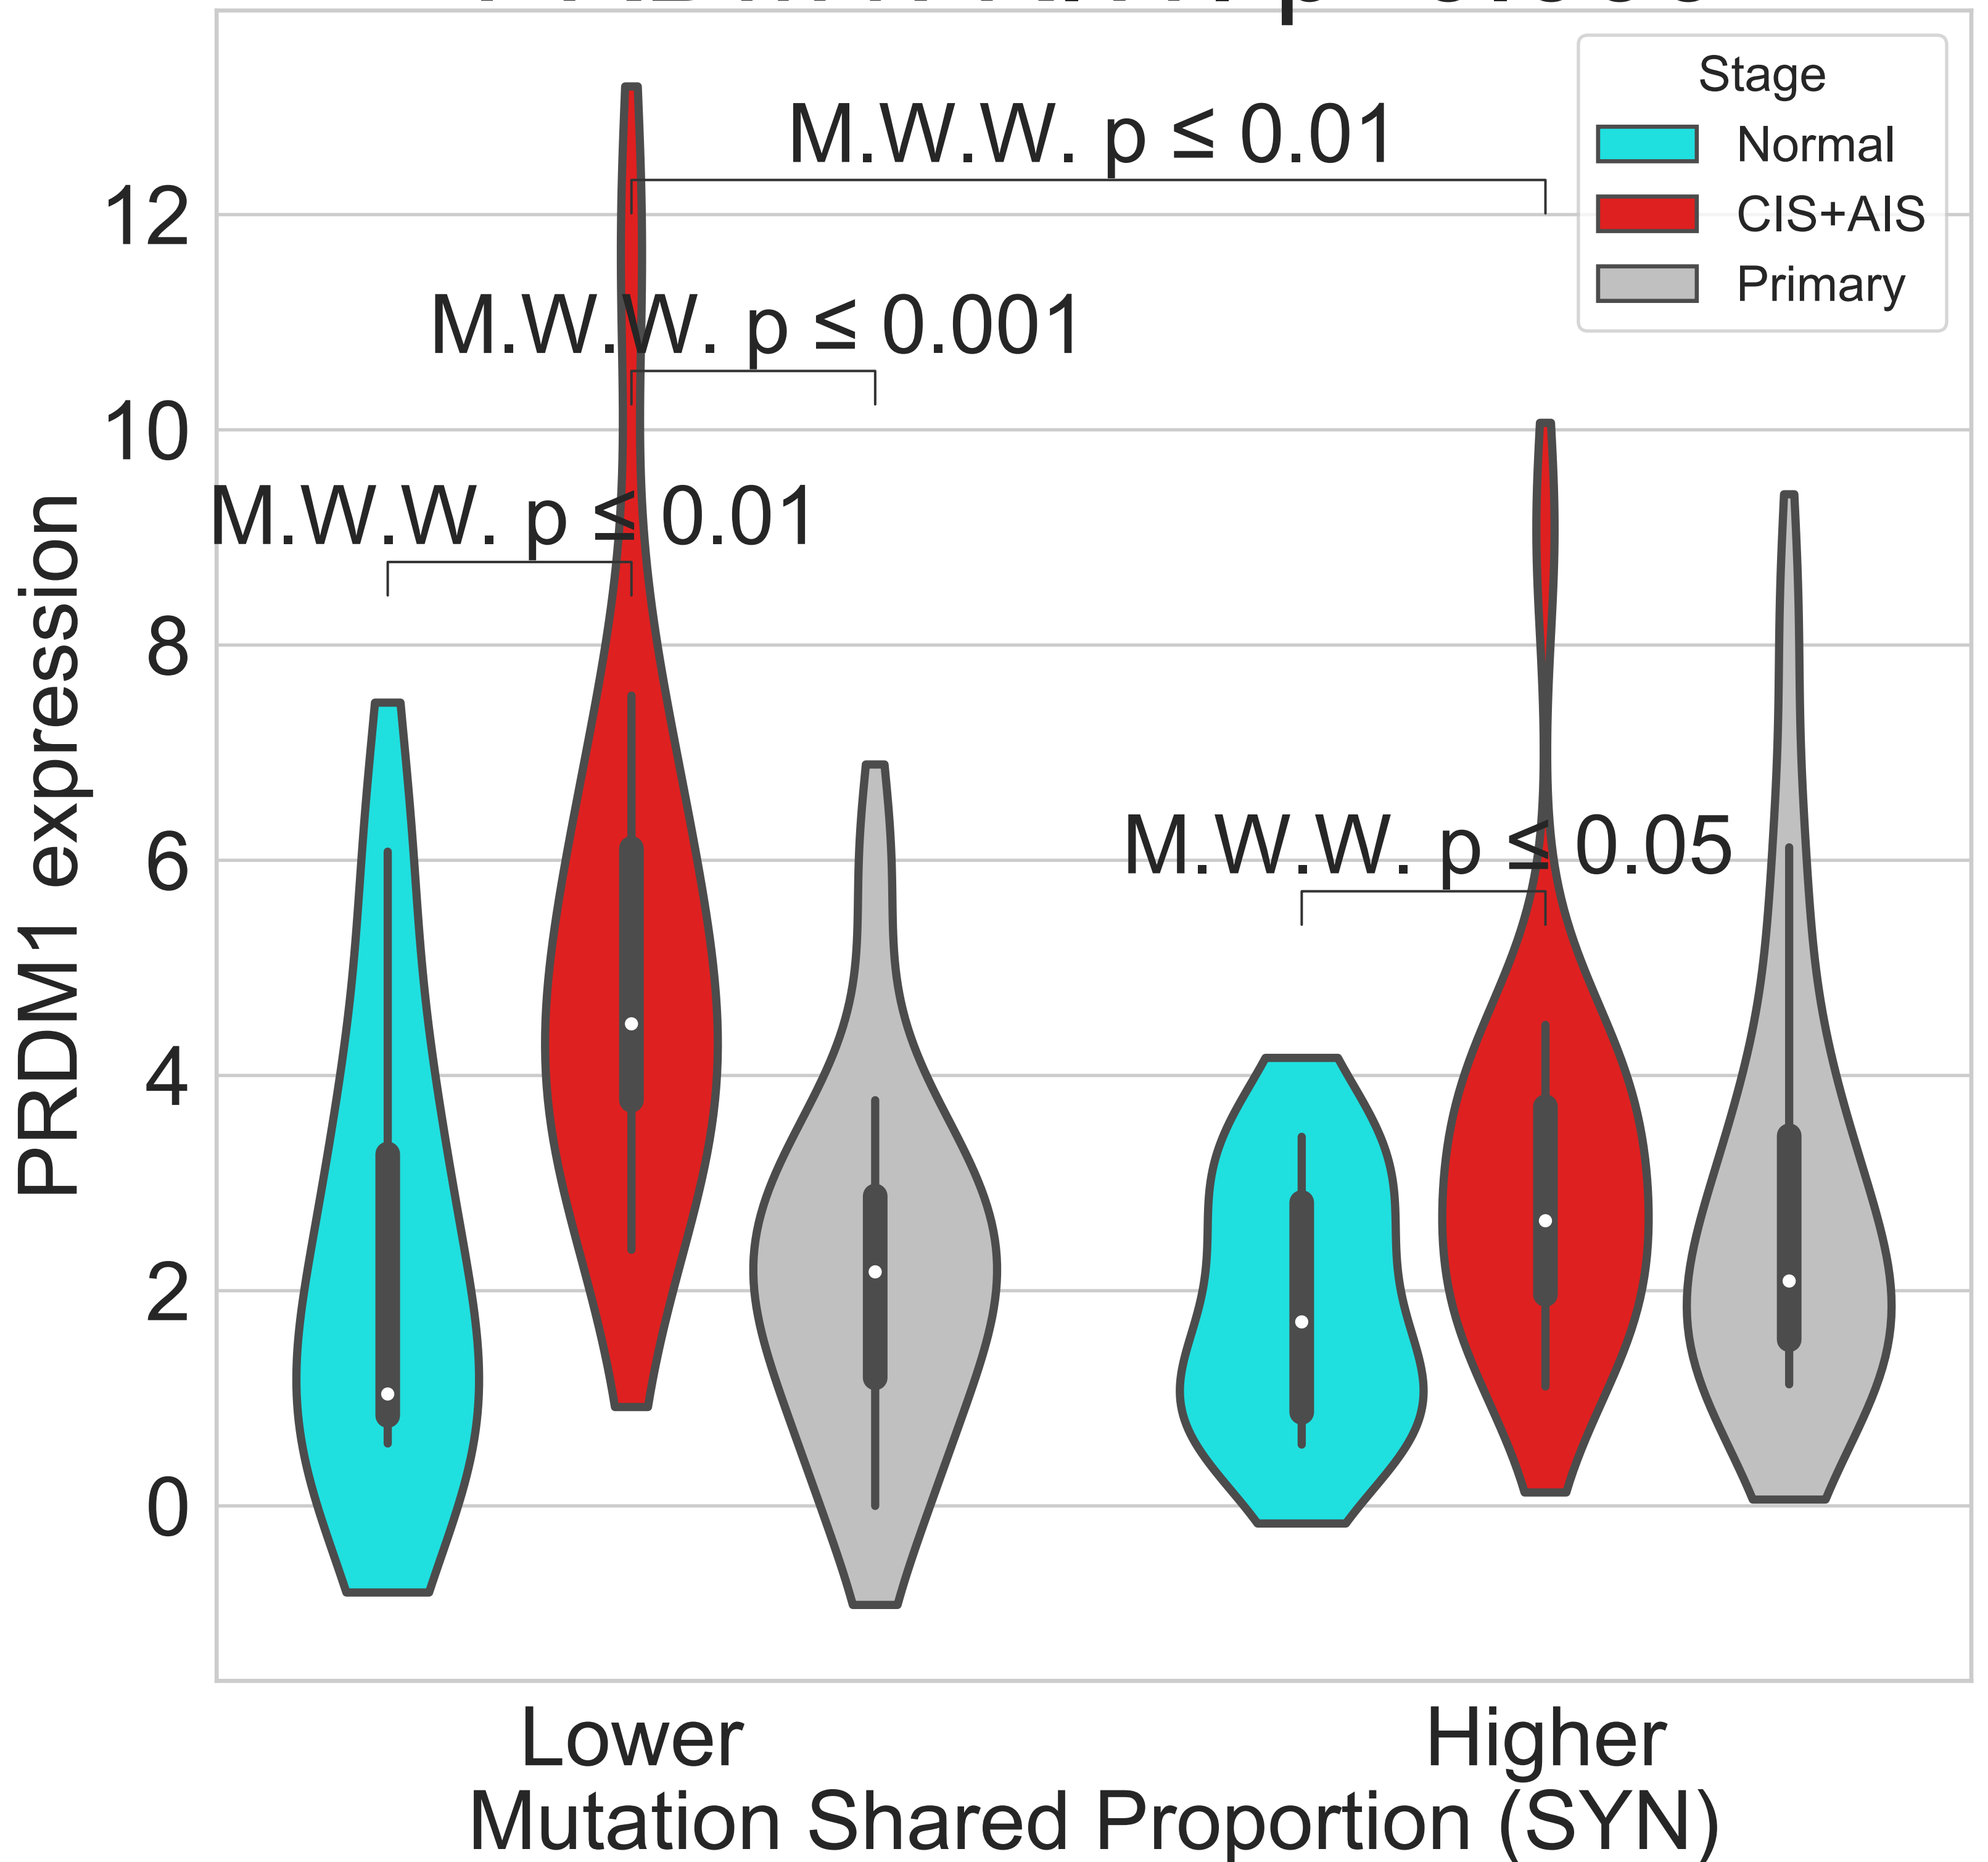 Stage
Normal
CIS+AIS
Primary
M.W.W. p ≤ 0.01
M.W.W. p ≤ 0.001
M.W.W. p ≤ 0.01
M.W.W. p ≤ 0.05
12
10
8
6
4
2
0
PRDM1 expression
Lower
Higher
Mutation Shared Proportion (SYN)